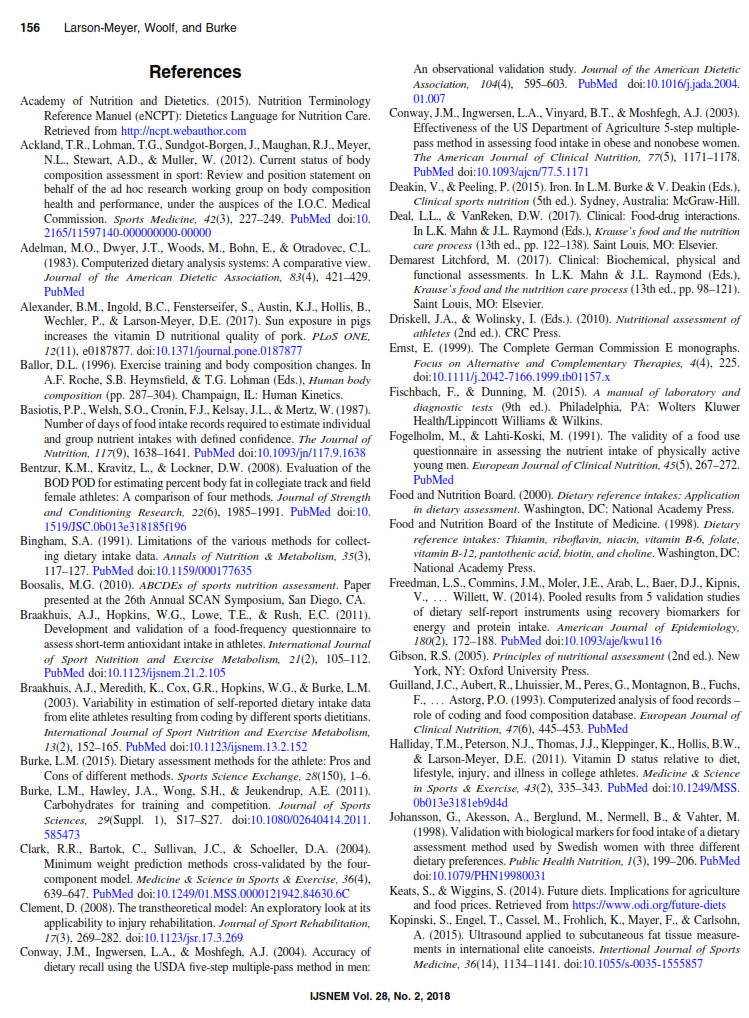 156 Larson-Meyer, Woolf, and Burke
References
Academy of Nutrition and Dietetics. (2015). Nutrition Terminology
Reference Manuel (eNCPT): Dietetics Language for Nutrition Care.
Retrieved from http://ncpt.webauthor.com
Ackland, T.R., Lohman, T.G., Sundgot-Borgen, J., Maughan, R.J., Meyer,
N.L., Stewart, A.D., & Muller, W. (2012). Current status of body
composition assessment in sport: Review and position statement on
behalf of the ad hoc research working group on body composition
health and performance, under the auspices of the I.O.C. Medical
Commission. Sports Medicine, 42(3), 227–249. PubMed doi:10.
2165/11597140-000000000-00000
Adelman, M.O., Dwyer, J.T., Woods, M., Bohn, E., & Otradovec, C.L.
(1983). Computerized dietary analysis systems: A comparative view.
Journal of the American Dietetic Association, 83(4), 421–429.
PubMed
Alexander, B.M., Ingold, B.C., Fensterseifer, S., Austin, K.J., Hollis, B.,
Wechler, P., & Larson-Meyer, D.E. (2017). Sun exposure in pigs
increases the vitamin D nutritional quality of pork. PLoS ONE,
12(11), e0187877. doi:10.1371/journal.pone.0187877
Ballor, D.L. (1996). Exercise training and body composition changes. In
A.F. Roche, S.B. Heymsfield, & T.G. Lohman (Eds.), Human body
composition (pp. 287–304). Champaign, IL: Human Kinetics.
Basiotis, P.P., Welsh, S.O., Cronin, F.J., Kelsay, J.L., & Mertz, W. (1987).
Number of days of food intake records required to estimate individual
and group nutrient intakes with defined confidence. The Journal of
Nutrition, 117(9), 1638–1641. PubMed doi:10.1093/jn/117.9.1638
Bentzur, K.M., Kravitz, L., & Lockner, D.W. (2008). Evaluation of the
BOD POD for estimating percent body fat in collegiate track and field
female athletes: A comparison of four methods. Journal of Strength
and Conditioning Research, 22(6), 1985–1991. PubMed doi:10.
1519/JSC.0b013e318185f196
Bingham, S.A. (1991). Limitations of the various methods for collect-
ing dietary intake data. Annals of Nutrition & Metabolism, 35(3),
117–127. PubMed doi:10.1159/000177635
Boosalis, M.G. (2010). ABCDEs of sports nutrition assessment. Paper
presented at the 26th Annual SCAN Symposium, San Diego, CA.
Braakhuis, A.J., Hopkins, W.G., Lowe, T.E., & Rush, E.C. (2011).
Development and validation of a food-frequency questionnaire to
assess short-term antioxidant intake in athletes. International Journal
of Sport Nutrition and Exercise Metabolism, 21(2), 105–112.
PubMed doi:10.1123/ijsnem.21.2.105
Braakhuis, A.J., Meredith, K., Cox, G.R., Hopkins, W.G., & Burke, L.M.
(2003). Variability in estimation of self-reported dietary intake data
from elite athletes resulting from coding by different sports dietitians.
International Journal of Sport Nutrition and Exercise Metabolism,
13(2), 152–165. PubMed doi:10.1123/ijsnem.13.2.152
Burke, L.M. (2015). Dietary assessment methods for the athlete: Pros and
Cons of different methods. Sports Science Exchange, 28(150), 1–6.
Burke, L.M., Hawley, J.A., Wong, S.H., & Jeukendrup, A.E. (2011).
Carbohydrates for training and competition. Journal of Sports
Sciences, 29(Suppl. 1), S17–S27. doi:10.1080/02640414.2011.
585473
Clark, R.R., Bartok, C., Sullivan, J.C., & Schoeller, D.A. (2004).
Minimum weight prediction methods cross-validated by the four-
component model. Medicine & Science in Sports & Exercise, 36(4),
639–647. PubMed doi:10.1249/01.MSS.0000121942.84630.6C
Clement, D. (2008). The transtheoretical model: An exploratory look at its
applicability to injury rehabilitation. Journal of Sport Rehabilitation,
17(3), 269–282. doi:10.1123/jsr.17.3.269
Conway, J.M., Ingwersen, L.A., & Moshfegh, A.J. (2004). Accuracy of
dietary recall using the USDA five-step multiple-pass method in men:
An observational validation study. Journal of the American Dietetic
Association, 104(4), 595–603. PubMed doi:10.1016/j.jada.2004.
01.007
Conway, J.M., Ingwersen, L.A., Vinyard, B.T., & Moshfegh, A.J. (2003).
Effectiveness of the US Department of Agriculture 5-step multiple-
pass method in assessing food intake in obese and nonobese women.
The American Journal of Clinical Nutrition, 77(5), 1171–1178.
PubMed doi:10.1093/ajcn/77.5.1171
Deakin, V., & Peeling, P. (2015). Iron. In L.M. Burke & V. Deakin (Eds.),
Clinical sports nutrition (5th ed.). Sydney, Australia: McGraw-Hill.
Deal, L.L., & VanReken, D.W. (2017). Clinical: Food-drug interactions.
In L.K. Mahn & J.L. Raymond (Eds.), Krause's food and the nutrition
care process (13th ed., pp. 122–138). Saint Louis, MO: Elsevier.
Demarest Litchford, M. (2017). Clinical: Biochemical, physical and
functional assessments. In L.K. Mahn & J.L. Raymond (Eds.),
Krause's food and the nutrition care process (13th ed., pp. 98–121).
Saint Louis, MO: Elsevier.
Driskell, J.A., & Wolinsky, I. (Eds.). (2010). Nutritional assessment of
athletes (2nd ed.). CRC Press.
Ernst, E. (1999). The Complete German Commission E monographs.
Focus on Alternative and Complementary Therapies, 4(4), 225.
doi:10.1111/j.2042-7166.1999.tb01157.x
Fischbach, F., & Dunning, M. (2015). A manual of laboratory and
diagnostic tests (9th ed.). Philadelphia, PA: Wolters Kluwer
Health/Lippincott Williams & Wilkins.
Fogelholm, M., & Lahti-Koski, M. (1991). The validity of a food use
questionnaire in assessing the nutrient intake of physically active
young men. European Journal of Clinical Nutrition, 45(5), 267–272.
PubMed
Food and Nutrition Board. (2000). Dietary reference intakes: Application
in dietary assessment. Washington, DC: National Academy Press.
Food and Nutrition Board of the Institute of Medicine. (1998). Dietary
reference intakes: Thiamin, riboflavin, niacin, vitamin B-6, folate,
vitamin B-12, pantothenic acid, biotin, and choline. Washington, DC:
National Academy Press.
Freedman, L.S., Commins, J.M., Moler, J.E., Arab, L., Baer, D.J., Kipnis,
V., … Willett, W. (2014). Pooled results from 5 validation studies
of dietary self-report instruments using recovery biomarkers for
energy and protein intake. American Journal of Epidemiology,
180(2), 172–188. PubMed doi:10.1093/aje/kwu116
Gibson, R.S. (2005). Principles of nutritional assessment (2nd ed.). New
York, NY: Oxford University Press.
Guilland, J.C., Aubert, R., Lhuissier, M., Peres, G., Montagnon, B., Fuchs,
F., … Astorg, P.O. (1993). Computerized analysis of food records –
role of coding and food composition database. European Journal of
Clinical Nutrition, 47(6), 445–453. PubMed
Halliday, T.M., Peterson, N.J., Thomas, J.J., Kleppinger, K., Hollis, B.W.,
& Larson-Meyer, D.E. (2011). Vitamin D status relative to diet,
lifestyle, injury, and illness in college athletes. Medicine & Science
in Sports & Exercise, 43(2), 335–343. PubMed doi:10.1249/MSS.
0b013e3181eb9d4d
Johansson, G., Akesson, A., Berglund, M., Nermell, B., & Vahter, M.
(1998). Validation with biological markers for food intake of a dietary
assessment method used by Swedish women with three different
dietary preferences. Public Health Nutrition, 1(3), 199–206. PubMed
doi:10.1079/PHN19980031
Keats, S., & Wiggins, S. (2014). Future diets. Implications for agriculture
and food prices. Retrieved from https://www.odi.org/future-diets
Kopinski, S., Engel, T., Cassel, M., Frohlich, K., Mayer, F., & Carlsohn,
A. (2015). Ultrasound applied to subcutaneous fat tissue measure-
ments in international elite canoeists. Intertional Journal of Sports
Medicine, 36(14), 1134–1141. doi:10.1055/s-0035-1555857
IJSNEM Vol. 28, No. 2, 2018